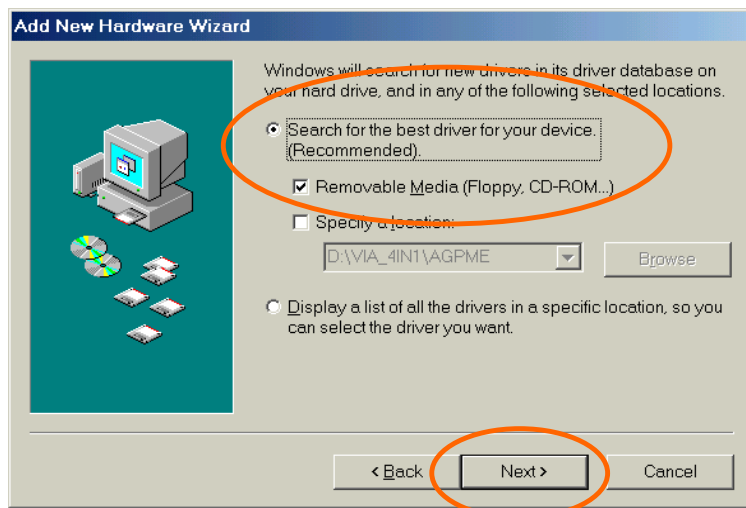 Add New Hardware Wizard
Windows will search for new drivers in its driver database on
your hard drive, and in any of the following selected locations.
Search for the best driver for your device.
(Recommended).
Removable Media (Floppy, CD-ROM...)
Specify a location:
D:\VIA_4IN1\AGPME
Browse
Display a list of all the drivers in a specific location, so you
can select the driver you want.
< Back
Next >
Cancel